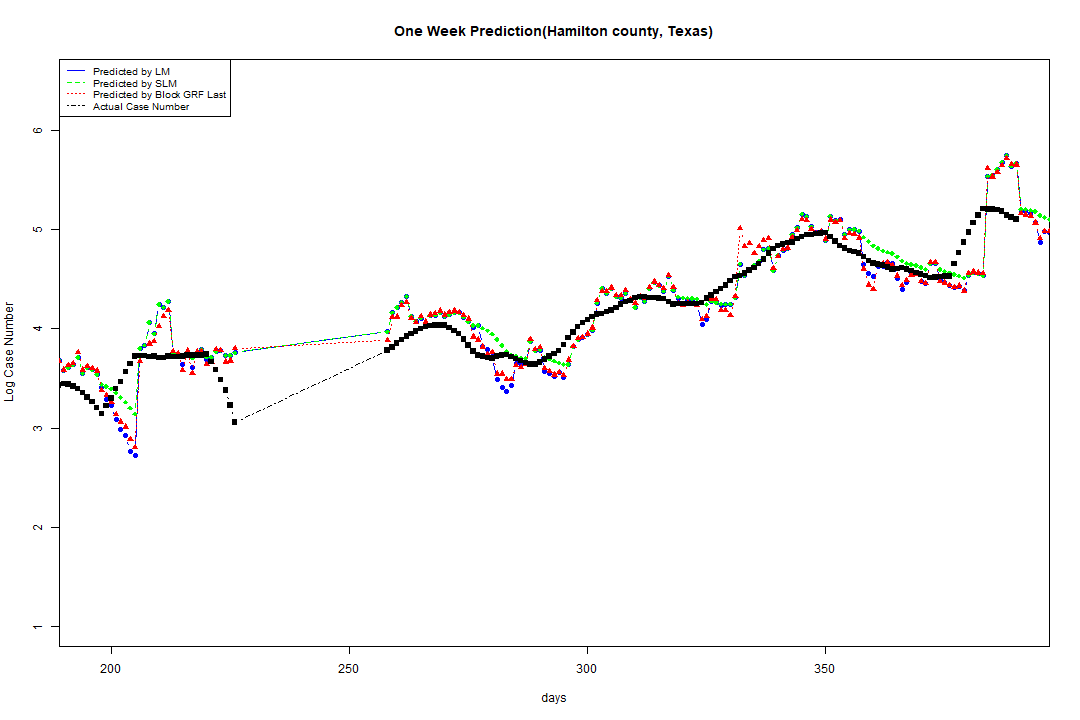 One Week Prediction(Hamilton county, Texas)
Predicted by LM
Predicted by SLM
Predicted by Block GRF Last
Actual Case Number
6
5
4
3
2
1
Log Case Number
200
250
300
350
days